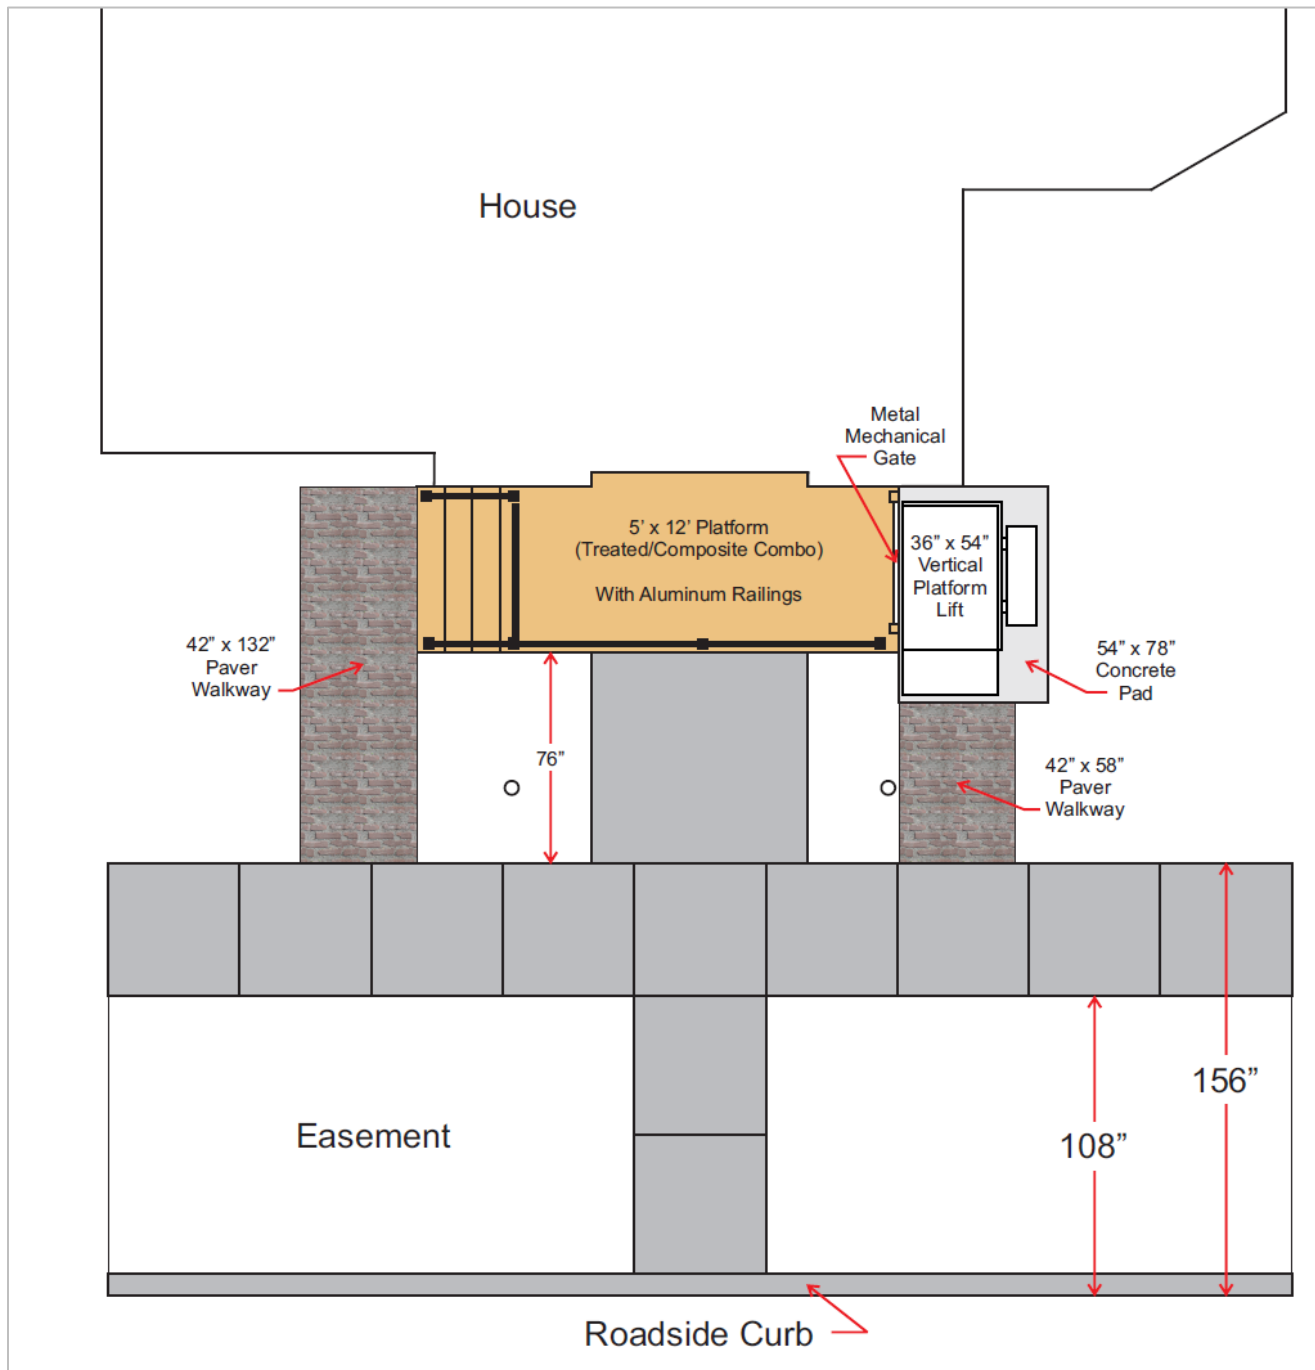 House
Metal
Mechanical
Gate
5’ x 12’ Platform
(Treated/Composite Combo)
With Aluminum Railings
36” x 54”
Vertical
Platform
Lift
42” x 132”
Paver
Walkway
54” x 78”
Concrete
Pad
76”
42” x 58”
Paver
Walkway
156”
Easement
108”
Roadside Curb